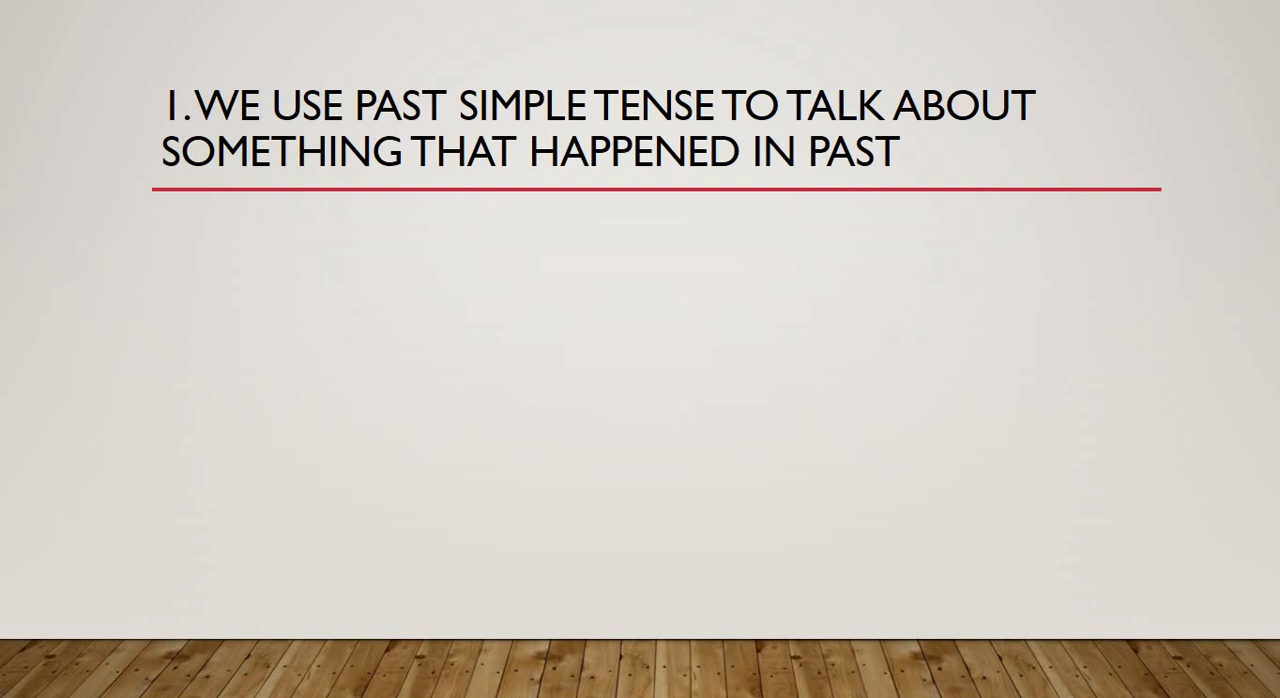 1. WE USE PAST SIMPLE TENSE TO TALK ABOUT
SOMETHING THAT HAPPENED IN PAST